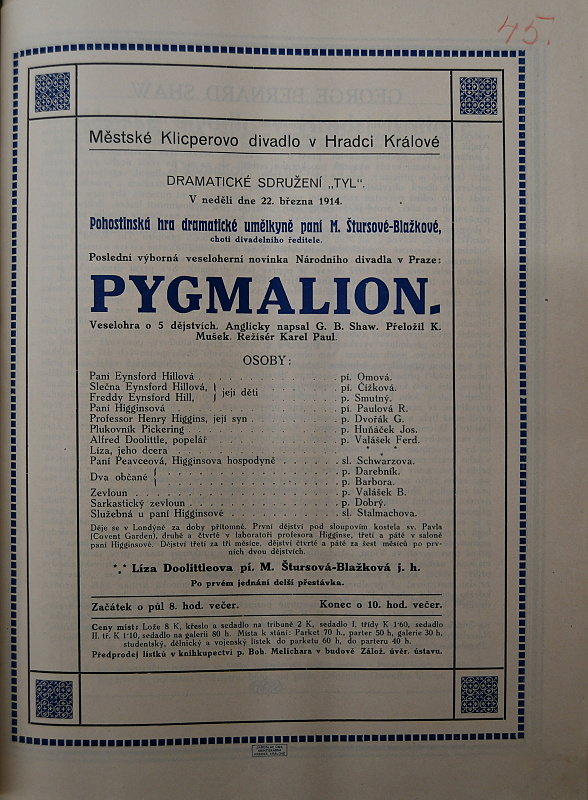 45.
Městské Klicperovo divadlo v Hradci Králové
DRAMATICKÉ SDRUŽENÍ „TYL“.
V neděli dne 22. března 1914.
Pohostinská hra dramatické umělkyně paní M. Štursové-Blažkové,
choti divadelního ředitele.
Poslední výborná veseloherní novinka Národního divadla v Praze:
PYGMALION.
Veselohra o 5 dějstvích. Anglicky napsal G. B. Shaw. Přeložil K.
Mušek. Režisér Karel Paul.
OSOBY:
Paní Eynsford Hillová . . . . . . . . . . . . pí. Omová.
Slečna Eynsford Hillová, } její děti . . . . . . . . pí. Čížková.
Freddy Eynsford Hill, } . . . . . . . . p. Smutný.
Paní Higginsová . . . . . . . . . . . . pí. Paulová R.
Professor Henry Higgins, její syn . . . . . . . . p. Dvořák G.
Plukovník Pickering . . . . . . . . . . . . p. Huňáček Jos.
Alfred Doolittle, popelář . . . . . . . . . . p. Valášek Ferd.
Líza, jeho dcera . . . . . . . . . . . . * * *
Paní Peavceová, Higginsova hospodyně . . . . . . sl. Schwarzova.
Dva občané { . . . . . . . . . . . . p. Darebník.
{ . . . . . . . . . . . . p. Barbora.
Zevloun . . . . . . . . . . . . p. Valášek B.
Sarkastický zevloun . . . . . . . . . . . . p. Dobrý.
Služebná u paní Higginsové . . . . . . . . . . sl. Stalmachova.
Děje se v Londýně za doby přítomné. První dějství pod sloupovím kostela sv. Pavla
(Covent Garden), druhé a čtvrté v laboratoři profesora Higginse, třetí a páté v saloně
paní Higginsové. Dějství třetí za tři měsíce, dějství čtvrté a páté za šest měsíců po prv-
ních dvou dějstvích.
*** Líza Doolittleova pí. M. Štursová-Blažková j. h.
Po prvém jednání delší přestávka.
Začátek o půl 8. hod. večer. Konec o 10. hod. večer.
Ceny míst: Lože 8 K, křeslo a sedadlo na tribuně 2 K, sedadlo I. třídy K 1·60, sedadlo
II. tř. K 1·10, sedadlo na galerii 80 h. Místa k stání: Parket 70 h., parter 50 h, galerie 30 h,
studentský, dělnický a vojenský lístek do parketu 60 h, do parteru 40 h.
Předprodej lístků v knihkupectví p. Boh. Melichara v budově Zálož. úvěr. ústavu.